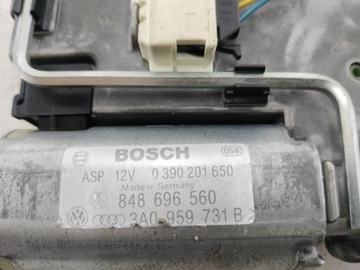 BOSCH
058
ASP 12V 0 390 201 650
Made in Germany
848 696 560
3A0 959 731 B